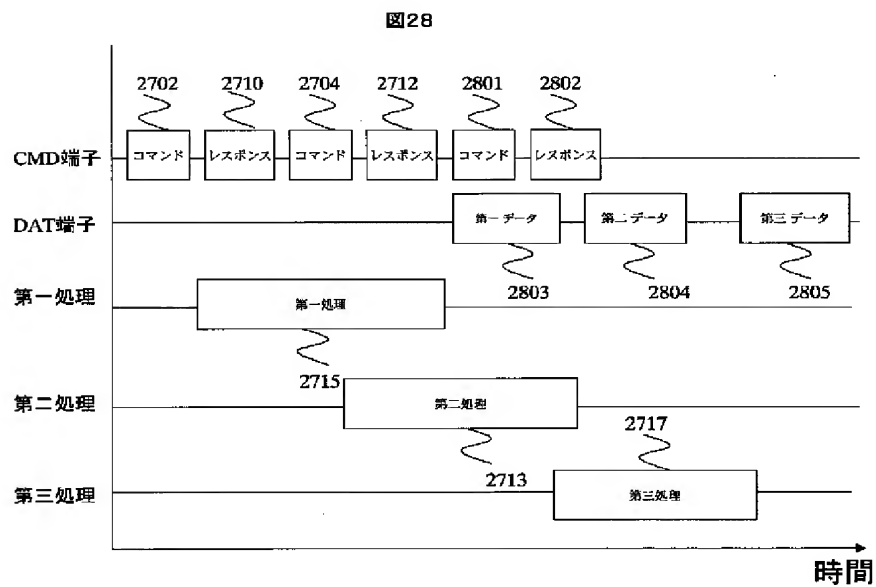 図28
2702 2710 2704 2712 2801 2802
CMD端子 コマンド レスポンス コマンド レスポンス コマンド レスポンス
DAT端子 第一データ 第二データ 第三データ
2803 2804 2805
第一処理 第一処理
2715
第二処理 第二処理
2713
2717
第三処理 第三処理
時間